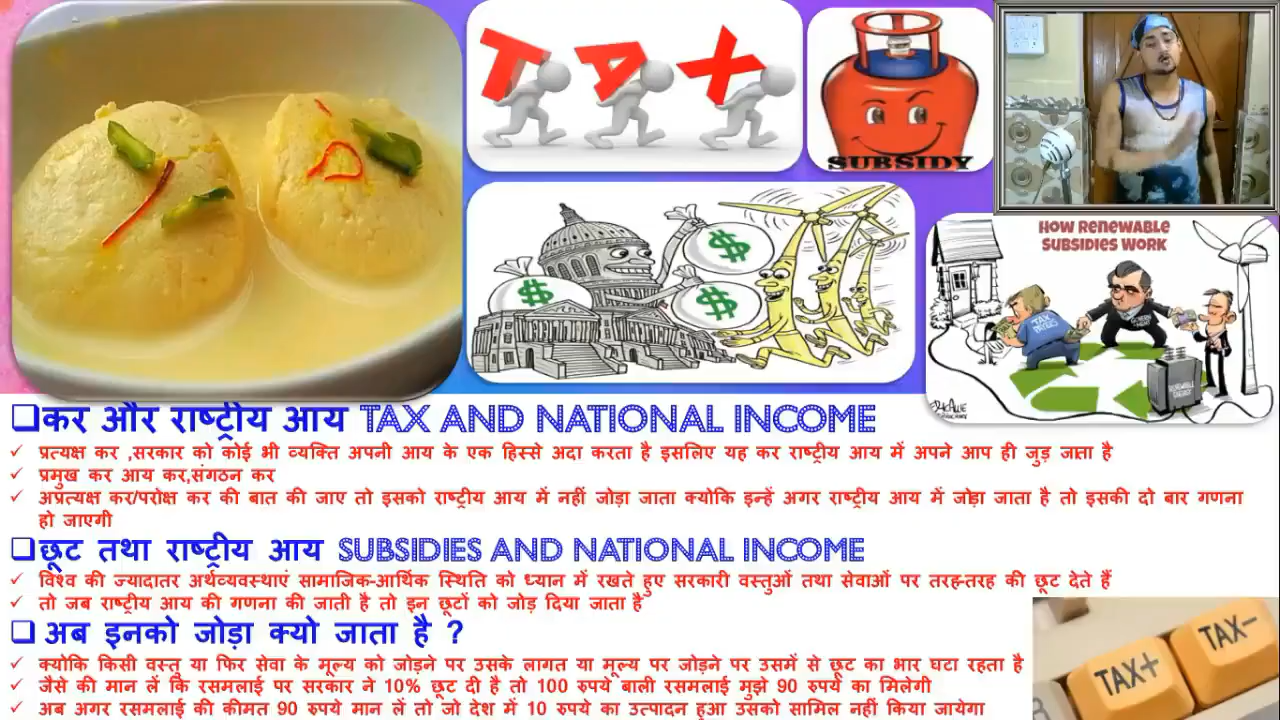 TAX
SUBSIDY
HOW RENEWABLE
SUBSIDIES WORK
$
$
$
कर और राष्ट्रीय आय TAX AND NATIONAL INCOME
प्रत्यक्ष कर ,सरकार को कोई भी व्यक्ति अपनी आय के एक हिस्से अदा करता है इसलिए यह कर राष्ट्रीय आय में अपने आप ही जुड़ जाता है
प्रमुख कर आय कर,संगठन कर
अप्रत्यक्ष कर/परोक्ष कर की बात की जाए तो इसको राष्ट्रीय आय में नहीं जोड़ा जाता क्योकि इन्हें अगर राष्ट्रीय आय में जोड़ा जाता है तो इसकी दो बार गणना
हो जाएगी
छूट तथा राष्ट्रीय आय SUBSIDIES AND NATIONAL INCOME
विश्व की ज्यादातर अर्थव्यवस्थाएं सामाजिक-आर्थिक स्थिति को ध्यान में रखते हुए सरकारी वस्तुओं तथा सेवाओं पर तरह-तरह की छूट देते हैं
तो जब राष्ट्रीय आय की गणना की जाती है तो इन छूटों को जोड़ दिया जाता है
अब इनको जोड़ा क्यो जाता है ?
क्योकि किसी वस्तु या फिर सेवा के मूल्य को जोड़ने पर उसके लागत या मूल्य पर जोड़ने पर उसमें से छूट का भार घटा रहता है
जैसे की मान लें कि रसमलाई पर सरकार ने 10% छूट दी है तो 100 रुपये बाली रसमलाई मुझे 90 रुपये का मिलेगी
अब अगर रसमलाई की कीमत 90 रुपये मान लें तो जो देश में 10 रुपये का उत्पादन हुआ उसको सामिल नहीं किया जायेगा
TAX+
TAX-